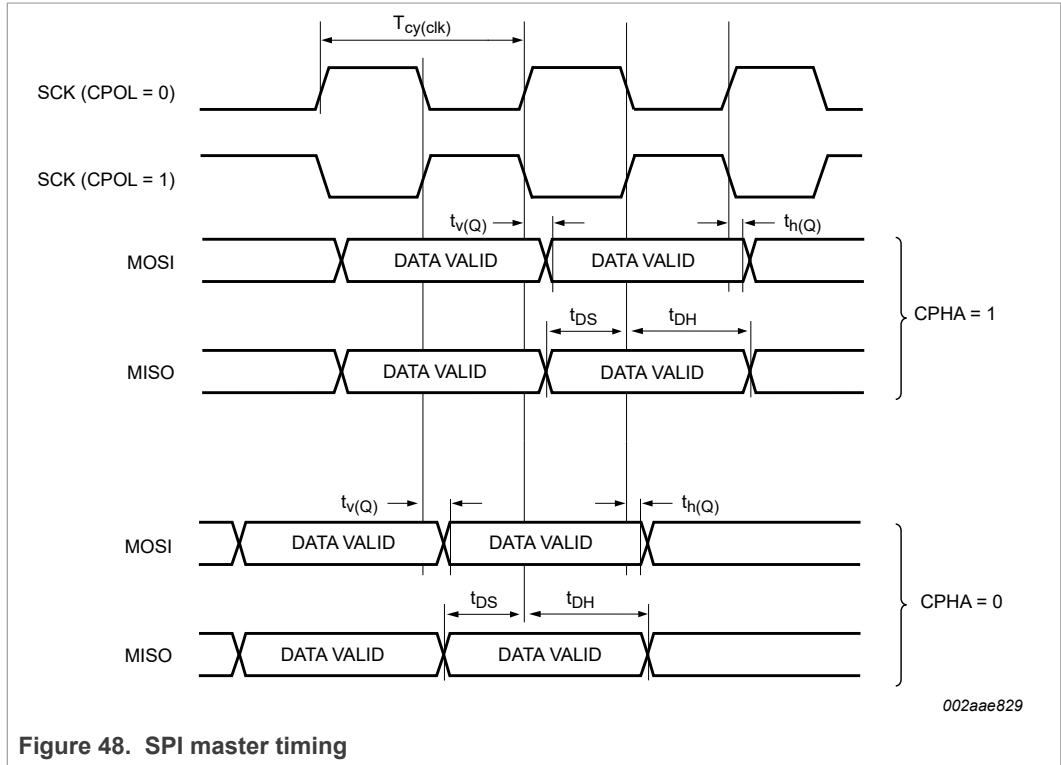 Tcy(clk)
SCK (CPOL = 0)
SCK (CPOL = 1)
tv(Q) th(Q)
MOSI DATA VALID DATA VALID
CPHA = 1
tDS tDH
MISO DATA VALID DATA VALID
tv(Q) th(Q)
MOSI DATA VALID DATA VALID
CPHA = 0
tDS tDH
MISO DATA VALID DATA VALID
002aae829
Figure 48. SPI master timing